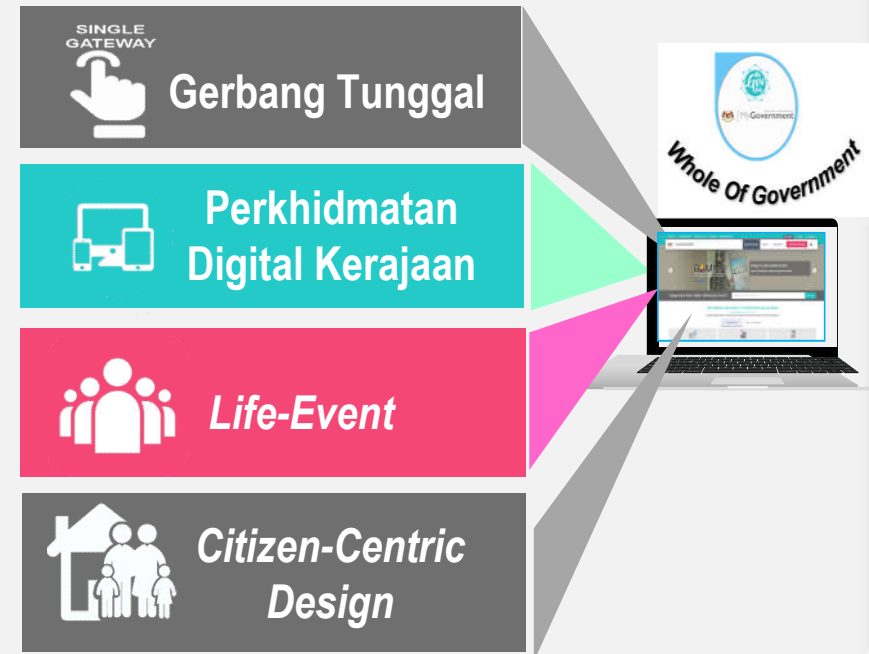 SINGLE
GATEWAY
Gerbang Tunggal
Perkhidmatan
Digital Kerajaan
Life-Event
Citizen-Centric
Design
MyGovernment
Whole Of Government